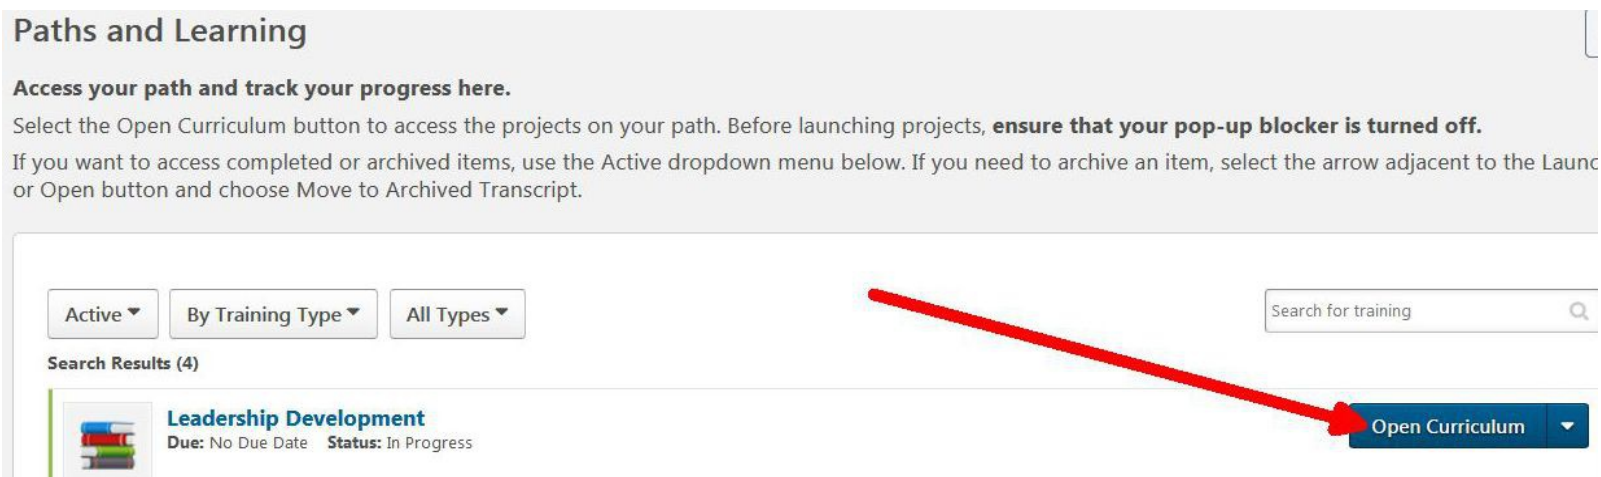 Paths and Learning
Access your path and track your progress here.
Select the Open Curriculum button to access the projects on your path. Before launching projects, ensure that your pop-up blocker is turned off.
If you want to access completed or archived items, use the Active dropdown menu below. If you need to archive an item, select the arrow adjacent to the Launc
or Open button and choose Move to Archived Transcript.
Active By Training Type All Types Search for training
Search Results (4)
Leadership Development
Due: No Due Date Status: In Progress
Open Curriculum